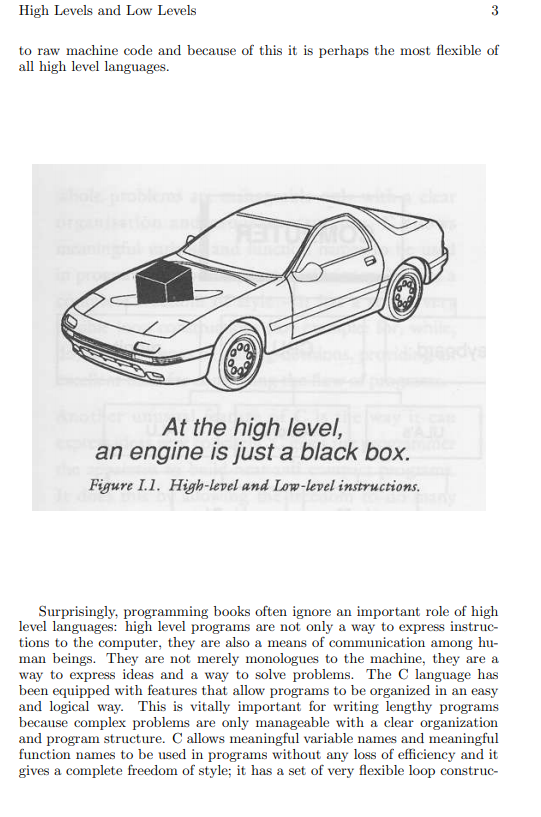 High Levels and Low Levels 3
to raw machine code and because of this it is perhaps the most flexible of
all high level languages.
At the high level,
an engine is just a black box.
Figure I.1. High-level and Low-level instructions.
Surprisingly, programming books often ignore an important role of high
level languages: high level programs are not only a way to express instruc-
tions to the computer, they are also a means of communication among hu-
man beings. They are not merely monologues to the machine, they are a
way to express ideas and a way to solve problems. The C language has
been equipped with features that allow programs to be organized in an easy
and logical way. This is vitally important for writing lengthy programs
because complex problems are only manageable with a clear organization
and program structure. C allows meaningful variable names and meaningful
function names to be used in programs without any loss of efficiency and it
gives a complete freedom of style; it has a set of very flexible loop construc-